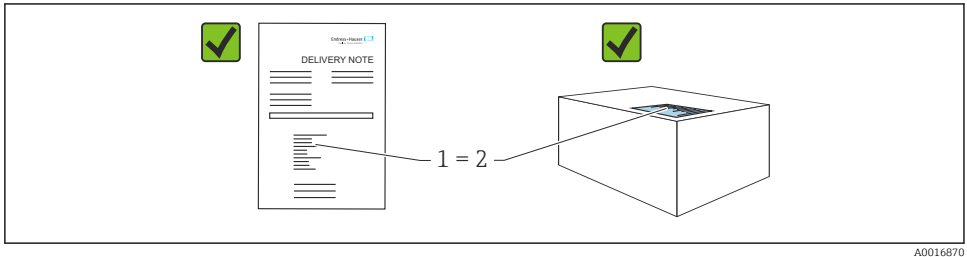 Endress+Hauser
DELIVERY NOTE
1 = 2
A0016870